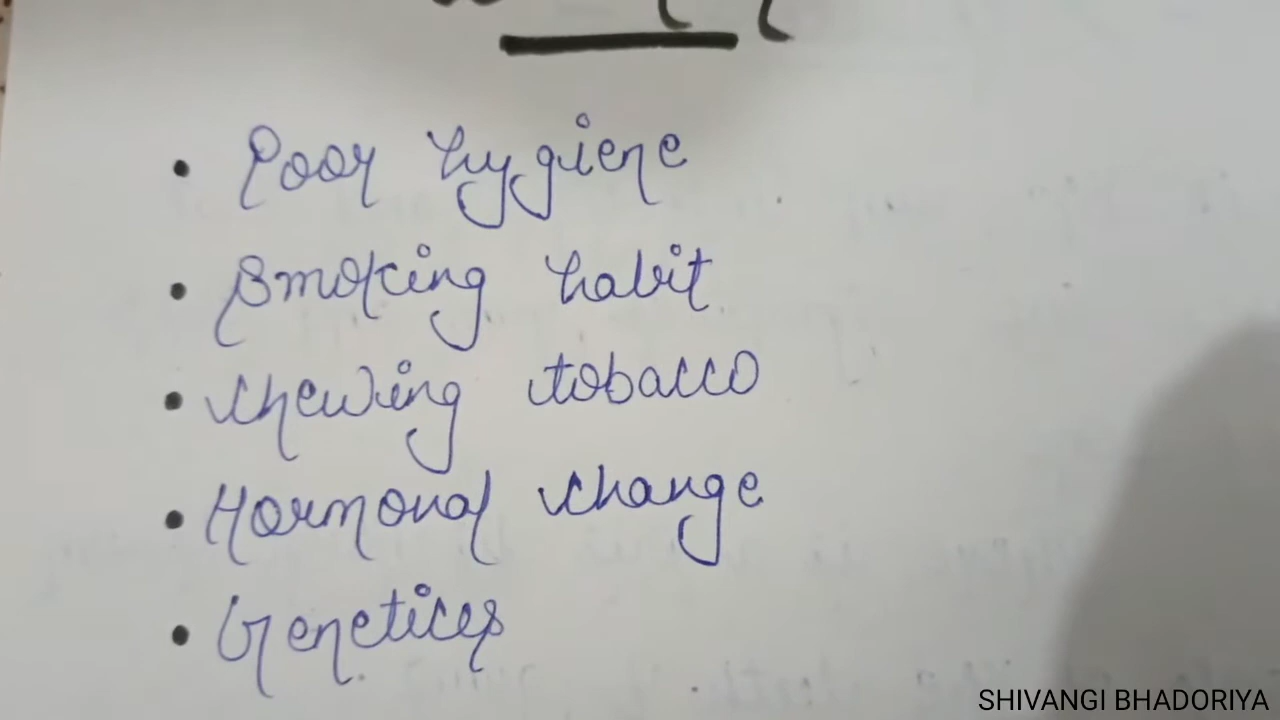 Poor hygiene
Smoking habit
Chewing tobacco
Hormonal change
Genetices
SHIVANGI BHADORIYA